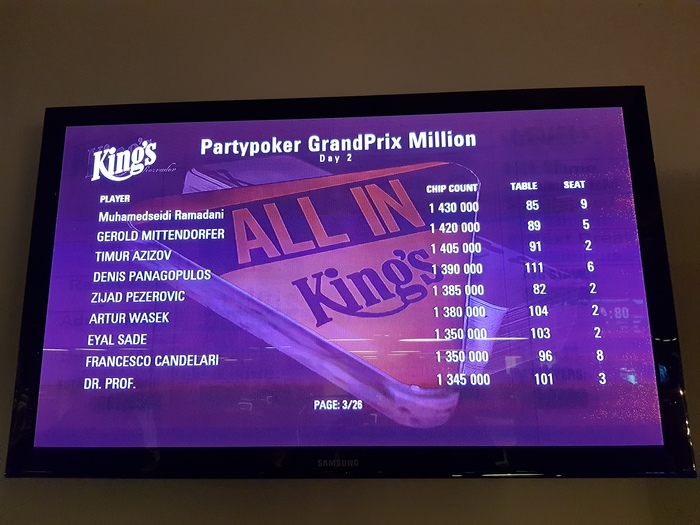 King's
Rozvadov
Partypoker GrandPrix Million
Day 2
PLAYER CHIP COUNT TABLE SEAT
Muhamedseidi Ramadani 1 430 000 85 9
GEROLD MITTENDORFER 1 420 000 89 5
TIMUR AZIZOV 1 405 000 91 2
DENIS PANAGOPULOS 1 390 000 111 6
ZIJAD PEZEROVIC 1 385 000 82 2
ARTUR WASEK 1 380 000 104 2
EYAL SADE 1 350 000 103 2
FRANCESCO CANDELARI 1 350 000 96 8
DR. PROF. 1 345 000 101 3
ALL IN
King's
PAGE: 3/26
SAMSUNG